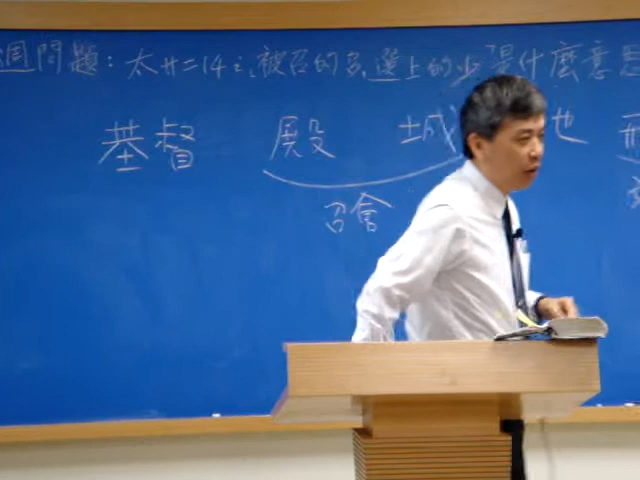 週問題：太廿二14
被召的多，選上的少是什麼意思
基督 殿 城 地
召會